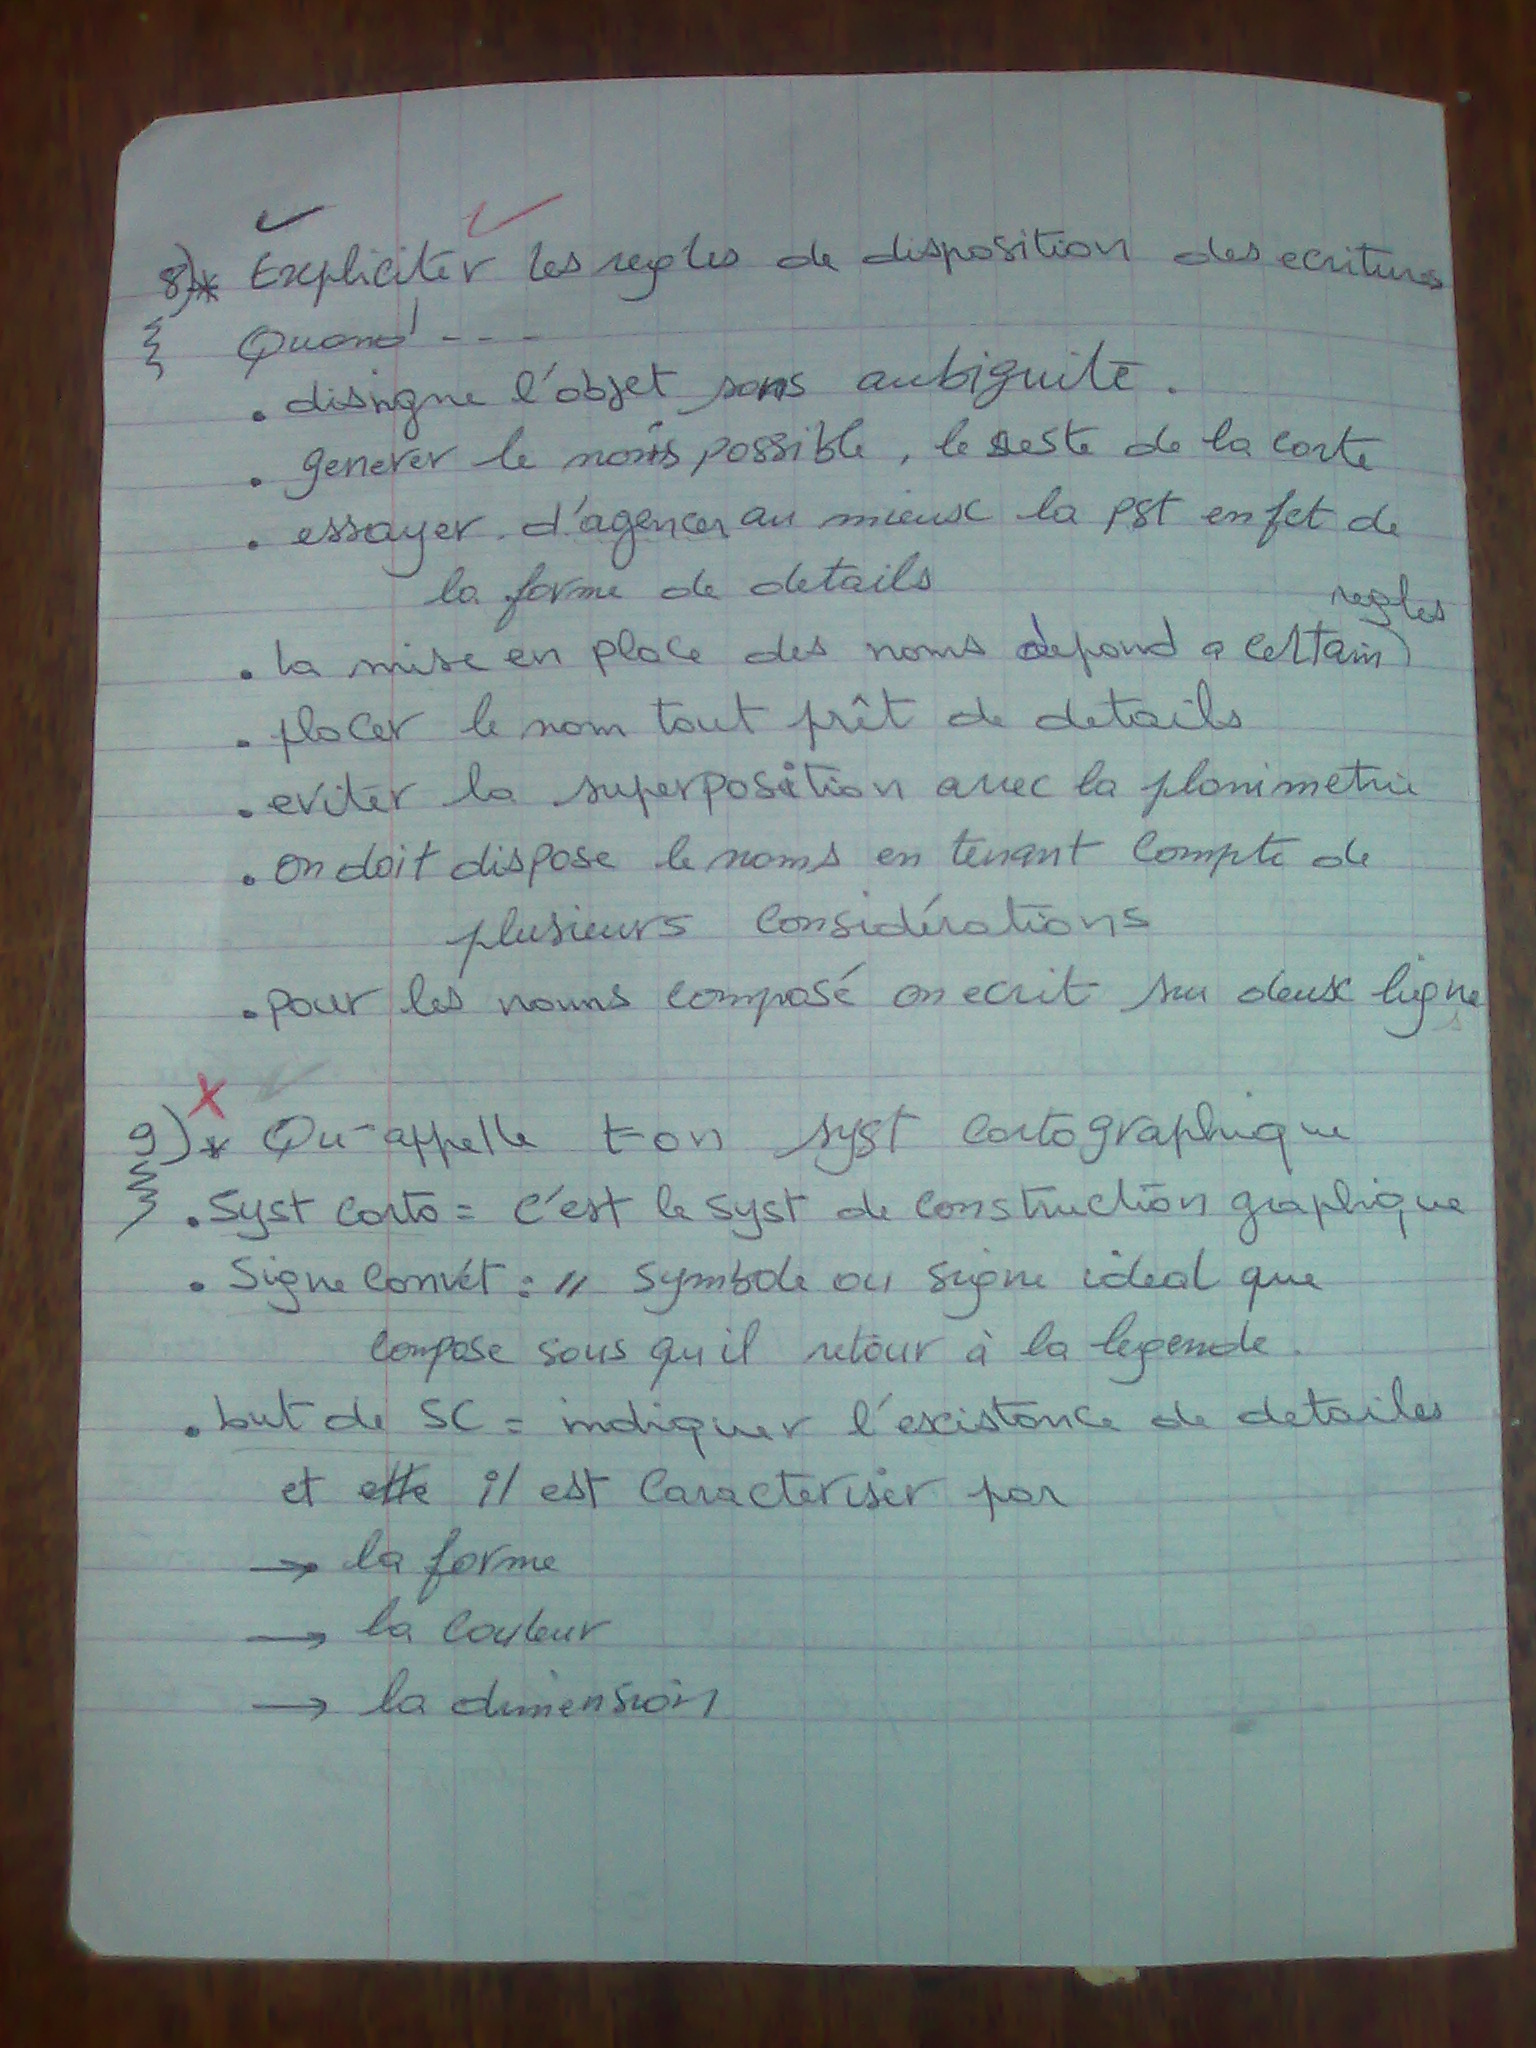 8)* Expliciter les regles de disposition des ecritures
Quand - - -
. disigne l'objet sans aubiguité.
. generer le moins possible, le reste de la carte
. essayer d'agencer au mieux la pst en fct de
la forme de details
regles
. la mise en place des noms depend a certain
. placer le nom tout prêt de details
. eviter la superposition avec la planimetrie
. on doit dispose le noms en tenant compte de
plusieurs considérations
. pour les noms composé on ecrit sur deux lignes
9)* Qu-appelle t-on syst cartographique
. Syst carto = c'est le syst de construction graphique
. Signe convét : " symbole ou signe ideal que
compose sous qu'il retour à la legende.
. but de SC = indiquer l'existance de detailes
et elle il est caracteriser par
→ la forme
→ la couleur
→ la dimension